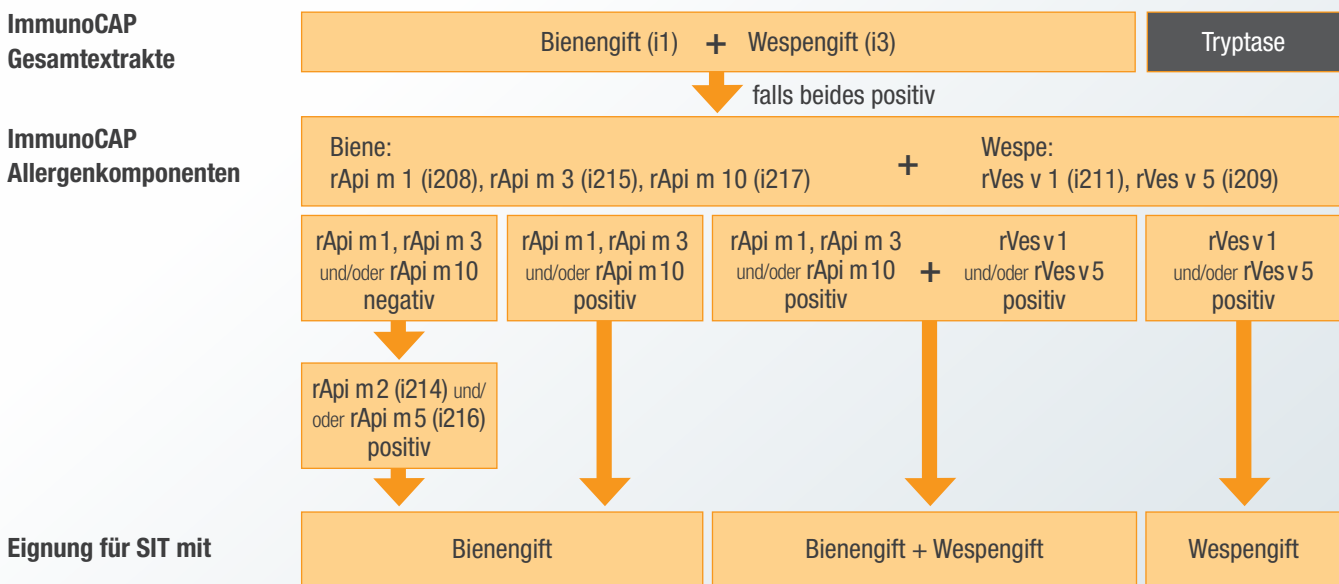 ImmunoCAP
Gesamtextrakte
Bienengift (i1) + Wespengift (i3)
Tryptase
falls beides positiv
ImmunoCAP
Allergenkomponenten
Biene:
rApi m 1 (i208), rApi m 3 (i215), rApi m 10 (i217)
+
Wespe:
rVes v 1 (i211), rVes v 5 (i209)
rApi m 1, rApi m 3
und/oder rApi m 10
negativ
rApi m 1, rApi m 3
und/oder rApi m 10
positiv
rApi m 1, rApi m 3
und/oder rApi m 10
positiv
+
rVes v 1
und/oder rVes v 5
positiv
rVes v 1
und/oder rVes v 5
positiv
rApi m 2 (i214) und/
oder rApi m 5 (i216)
positiv
Eignung für SIT mit
Bienengift
Bienengift + Wespengift
Wespengift